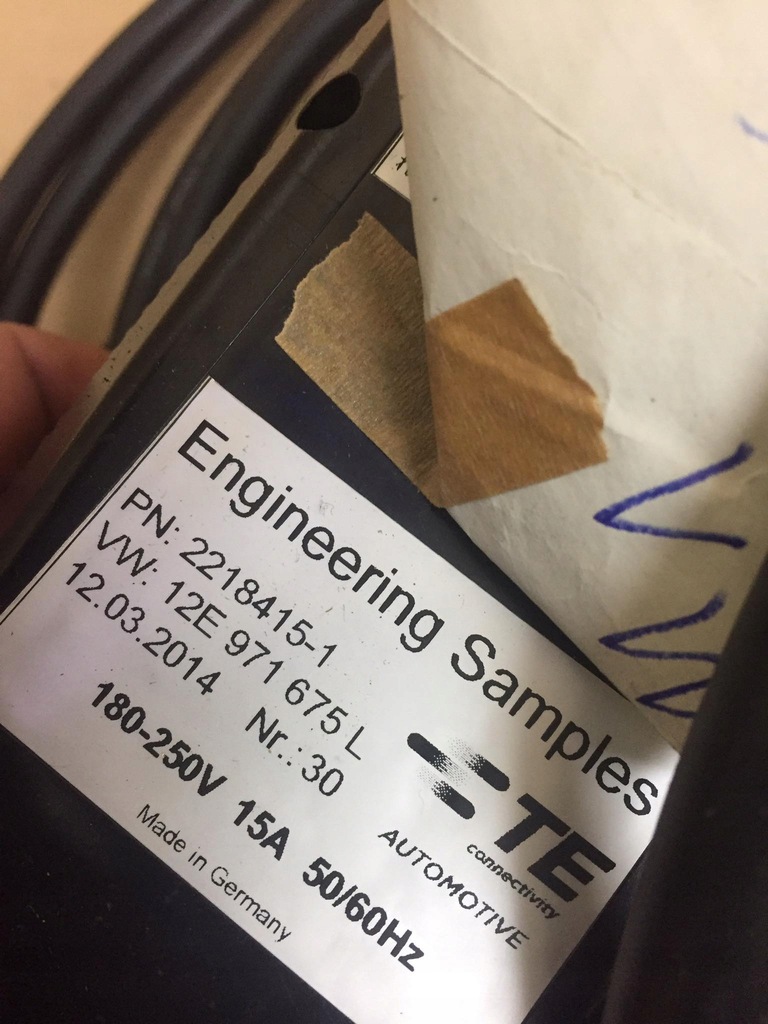 Engineering Samples
PN: 2218415-1
VW: 12E 971 675 L
12.03.2014 Nr.: 30
180-250V 15A 50/60Hz
Made in Germany
TE
connectivity
AUTOMOTIVE